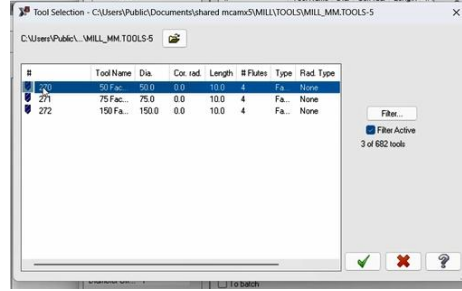 Tool Selection - C:\Users\Public\Documents\shared mcamx5\MILL\TOOLS\MILL_MM.TOOLS-5
C:\Users\Public\...\MILL_MM.TOOLS-5
# Tool Name Dia. Cor. rad. Length # Flutes Type Rad. Type
270 50 Fac... 50.0 0.0 10.0 4 Fa... None
271 75 Fac... 75.0 0.0 10.0 4 Fa... None
272 150 Fa... 150.0 0.0 10.0 4 Fa... None
Filter...
Filter Active
3 of 682 tools
To batch